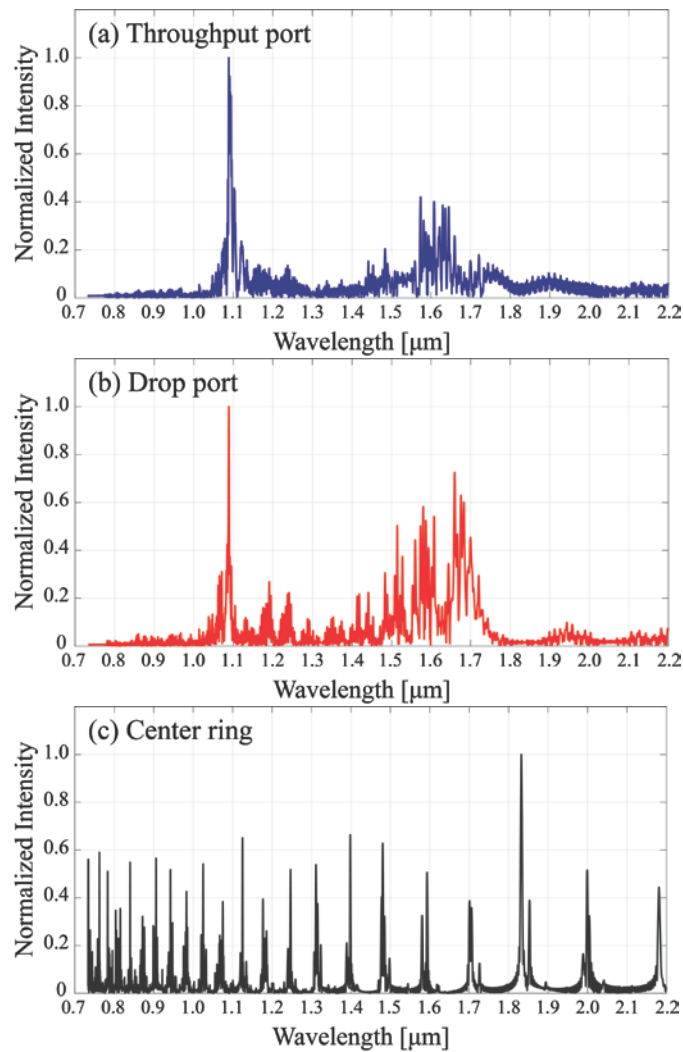 (a) Throughput port
Normalized Intensity
1.0
0.8
0.6
0.4
0.2
0
0.7 0.8 0.9 1.0 1.1 1.2 1.3 1.4 1.5 1.6 1.7 1.8 1.9 2.0 2.1 2.2
Wavelength [μm]
(b) Drop port
Normalized Intensity
1.0
0.8
0.6
0.4
0.2
0
0.7 0.8 0.9 1.0 1.1 1.2 1.3 1.4 1.5 1.6 1.7 1.8 1.9 2.0 2.1 2.2
Wavelength [μm]
(c) Center ring
Normalized Intensity
1.0
0.8
0.6
0.4
0.2
0
0.7 0.8 0.9 1.0 1.1 1.2 1.3 1.4 1.5 1.6 1.7 1.8 1.9 2.0 2.1 2.2
Wavelength [μm]